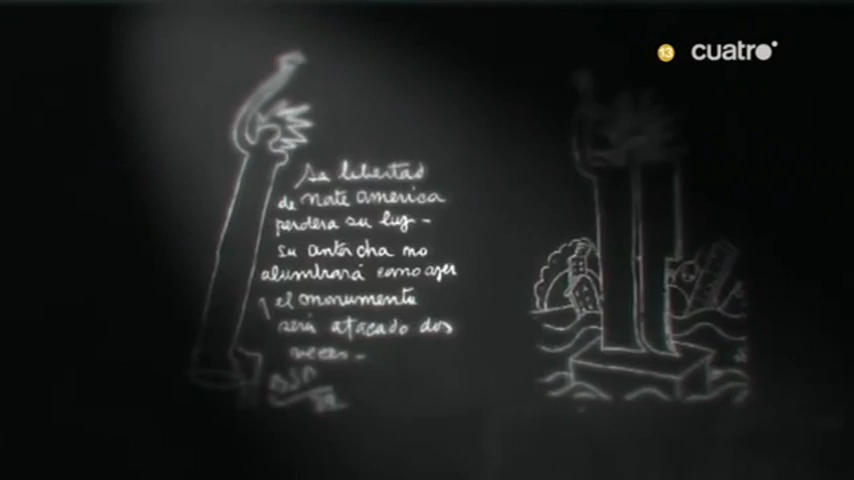 13 cuatro
La libertad
de norte america
perdera su luz -
su antorcha no
alumbrará como ayer
y el monumento
será atacado dos
veces -